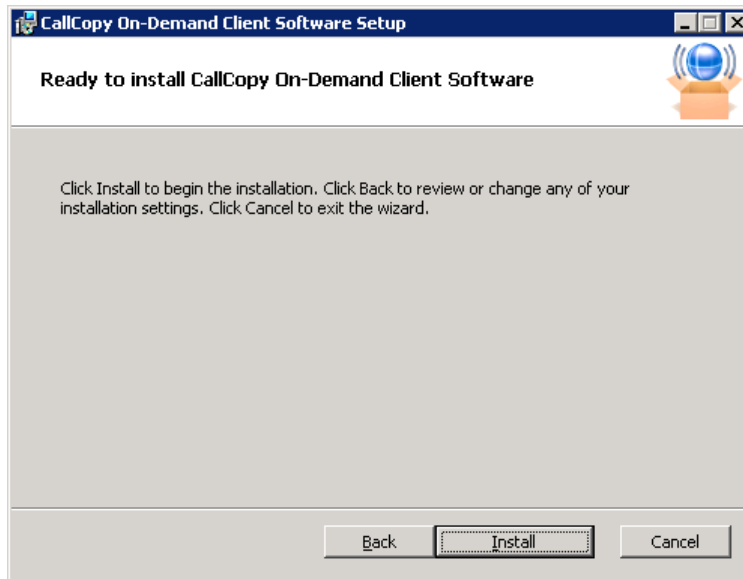 CallCopy On-Demand Client Software Setup
Ready to install CallCopy On-Demand Client Software
Click Install to begin the installation. Click Back to review or change any of your
installation settings. Click Cancel to exit the wizard.
Back Install Cancel